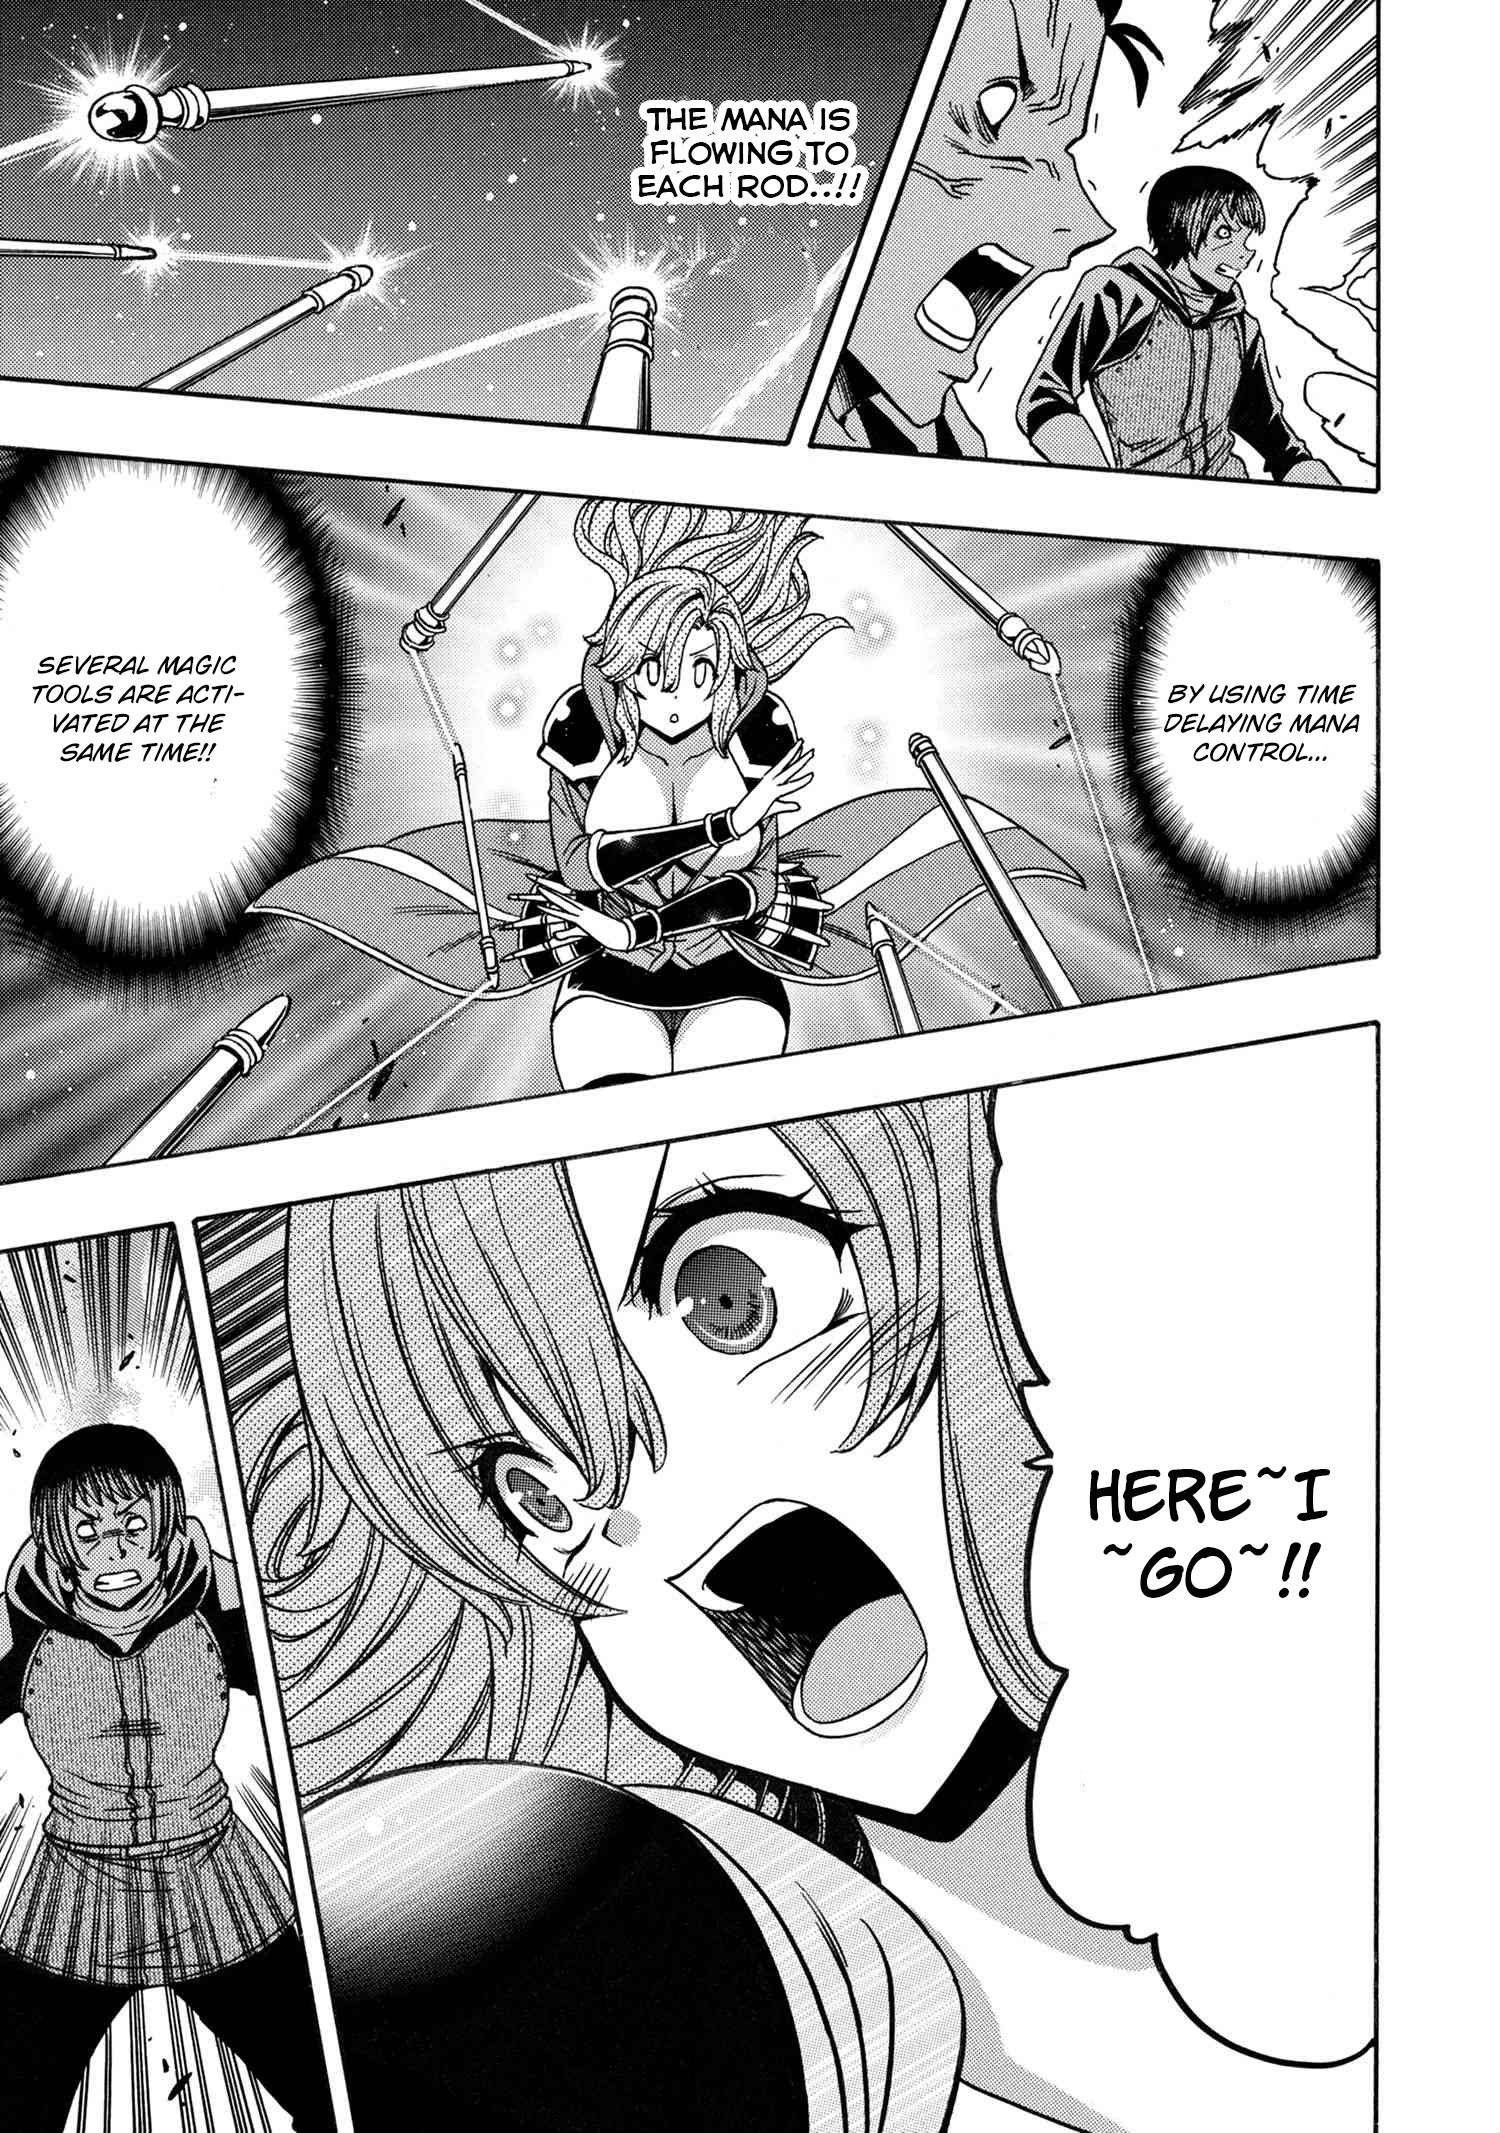 THE MANA IS
FLOWING TO
EACH ROD..!!
BY USING TIME
DELAYING MANA
CONTROL...
SEVERAL MAGIC
TOOLS ARE ACTI-
VATED AT THE
SAME TIME!!
HERE~I
~GO~!!